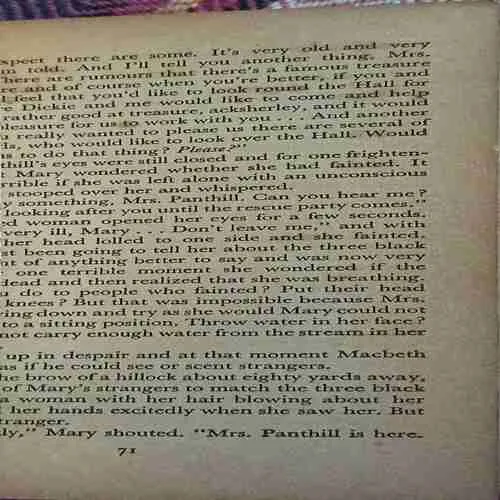 spect there are some. It's very old and very
m told. And I'll tell you another thing. Mrs.
here are rumours that there's a famous treasure
re and of course when you're better, if you and
feel that you'd like to look round the Hall for
e Dickie and me would like to come and help
rather good at treasure, acksherley, and it would
pleasure for us to work with you . . . And another
u really wanted to please us there are several of
ls, who would like to look over the Hall. Would
us to do that thing? Please?"
thill's eyes were still closed and for one frighten-
t Mary wondered whether she had fainted. It
rrible if she was left alone with an unconscious
stooped over her and whispered.
y something, Mrs. Panthill. Can you hear me?
looking after you until the rescue party comes."
ed woman opened her eyes for a few seconds.
very ill, Mary . . . Don't leave me," and with
her head lolled to one side and she fainted.
st been going to tell her about the three black
ht of anything better to say and was now very
one terrible moment she wondered if the
dead and then realized that she was breathing.
u do to people who fainted? Put their head
knees? But that was impossible because Mrs.
ying down and try as she would Mary could not
to a sitting position. Throw water in her face?
not carry enough water from the stream in her
up in despair and at that moment Macbeth
as if he could see or scent strangers.
he brow of a hillock about eighty yards away,
of Mary's strangers to match the three black
a woman with her hair blowing about her
d her hands excitedly when she saw her. But
tranger.
ly," Mary shouted. "Mrs. Panthill is here.
71